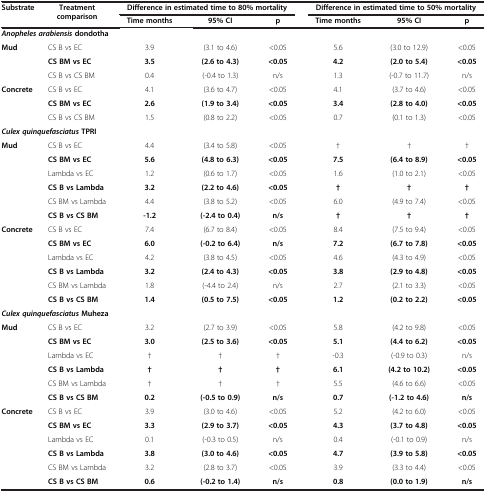 Substrate Treatment comparison Difference in estimated time to 80% mortality Difference in estimated time to 50% mortality
Time months 95% CI p Time months 95% CI p
Anopheles arabiensis dondotha
Mud CS B vs EC 3.9 (3.1 to 4.6) <0.05 5.6 (3.0 to 12.9) <0.05
CS BM vs EC 3.5 (2.6 to 4.3) <0.05 4.2 (2.0 to 5.4) <0.05
CS B vs CS BM 0.4 (-0.4 to 1.3) n/s 1.3 (-0.7 to 11.7) n/s
Concrete CS B vs EC 4.1 (3.6 to 4.7) <0.05 4.1 (3.7 to 4.6) <0.05
CS BM vs EC 2.6 (1.9 to 3.4) <0.05 3.4 (2.8 to 4.0) <0.05
CS B vs CS BM 1.5 (0.8 to 2.2) <0.05 0.7 (0.1 to 1.3) <0.05
Culex quinquefasciatus TPRI
Mud CS B vs EC 4.4 (3.4 to 5.8) <0.05 † † †
CS BM vs EC 5.6 (4.8 to 6.3) <0.05 7.5 (6.4 to 8.9) <0.05
Lambda vs EC 1.2 (0.6 to 1.7) <0.05 1.6 (1.0 to 2.1) <0.05
CS B vs Lambda 3.2 (2.2 to 4.6) <0.05 † † †
CS BM vs Lambda 4.4 (3.8 to 5.2) <0.05 6.0 (4.9 to 7.4) <0.05
CS B vs CS BM -1.2 (-2.4 to 0.4) n/s † † †
Concrete CS B vs EC 7.4 (6.7 to 8.4) <0.05 8.4 (7.5 to 9.4) <0.05
CS BM vs EC 6.0 (-0.2 to 6.4) n/s 7.2 (6.7 to 7.8) <0.05
Lambda vs EC 4.2 (3.8 to 4.5) <0.05 4.6 (4.3 to 4.9) <0.05
CS B vs Lambda 3.2 (2.4 to 4.3) <0.05 3.8 (2.9 to 4.8) <0.05
CS BM vs Lambda 1.8 (-4.4 to 2.4) n/s 2.7 (2.1 to 3.3) <0.05
CS B vs CS BM 1.4 (0.5 to 7.5) <0.05 1.2 (0.2 to 2.2) <0.05
Culex quinquefasciatus Muheza
Mud CS B vs EC 3.2 (2.7 to 3.9) <0.05 5.8 (4.2 to 9.8) <0.05
CS BM vs EC 3.0 (2.5 to 3.6) <0.05 5.1 (4.4 to 6.2) <0.05
Lambda vs EC † † † -0.3 (-0.9 to 0.3) n/s
CS B vs Lambda † † † 6.1 (4.2 to 10.2) <0.05
CS BM vs Lambda † † † 5.5 (4.6 to 6.6) <0.05
CS B vs CS BM 0.2 (-0.5 to 0.9) n/s 0.7 (-1.2 to 4.6) n/s
Concrete CS B vs EC 3.9 (3.0 to 4.6) <0.05 5.2 (4.2 to 6.0) <0.05
CS BM vs EC 3.3 (2.9 to 3.7) <0.05 4.3 (3.7 to 4.8) <0.05
Lambda vs EC 0.1 (-0.3 to 0.5) n/s 0.4 (-0.1 to 0.9) n/s
CS B vs Lambda 3.8 (3.0 to 4.6) <0.05 4.7 (3.9 to 5.8) <0.05
CS BM vs Lambda 3.2 (2.8 to 3.7) <0.05 3.9 (3.3 to 4.4) <0.05
CS B vs CS BM 0.6 (-0.2 to 1.4) n/s 0.8 (0.0 to 1.9) n/s